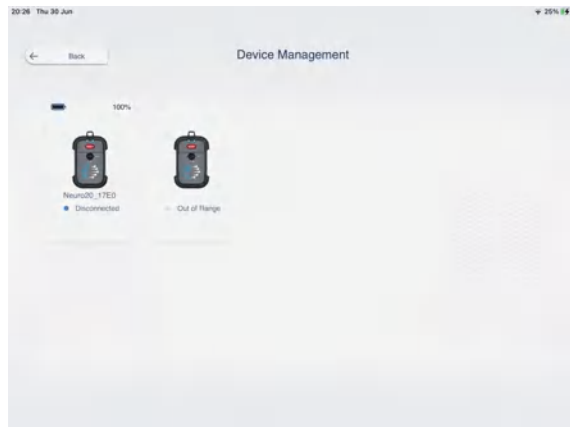 20:26 Thu 30 Jun
25%
Back
Device Management
100%
Neuro20_17E0
Disconnected
Out of Range